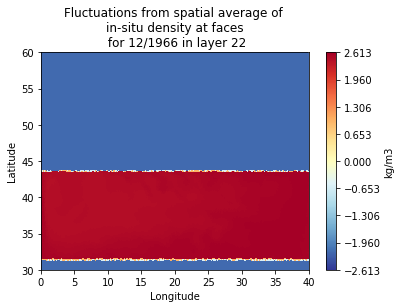 Fluctuations from spatial average of
in-situ density at faces
for 12/1966 in layer 22
60
55
50
45
40
35
30
Latitude
0 5 10 15 20 25 30 35 40
Longitude
2.613
1.960
1.306
0.653
0.000
−0.653
−1.306
−1.960
−2.613
kg/m3